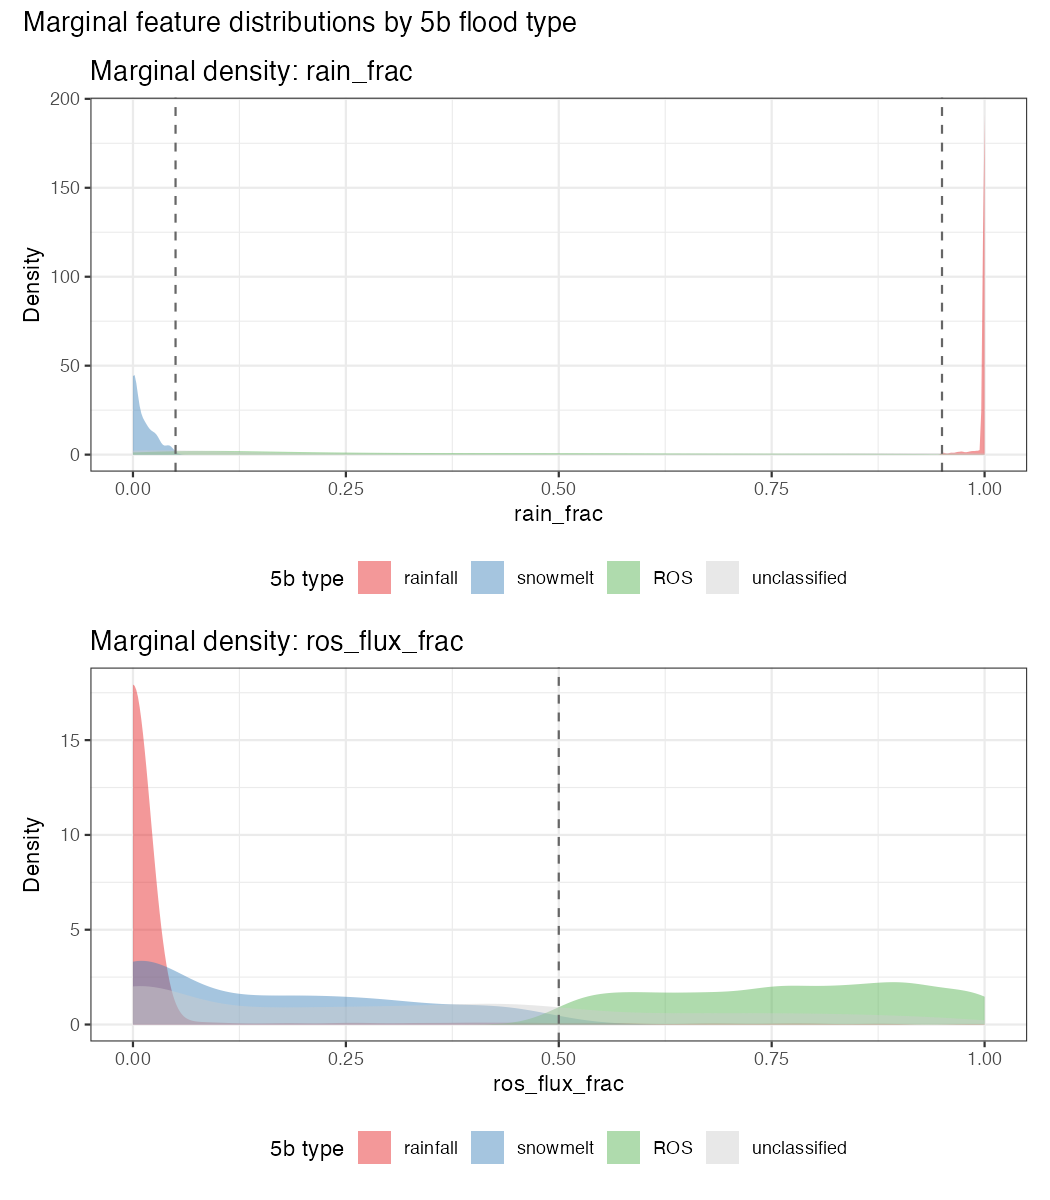 Marginal feature distributions by 5b flood type
Marginal density: rain_frac
200
150
100
50
0
Density
0.00 0.25 0.50 0.75 1.00
rain_frac
5b type rainfall snowmelt ROS unclassified
Marginal density: ros_flux_frac
15
10
5
0
Density
0.00 0.25 0.50 0.75 1.00
ros_flux_frac
5b type rainfall snowmelt ROS unclassified